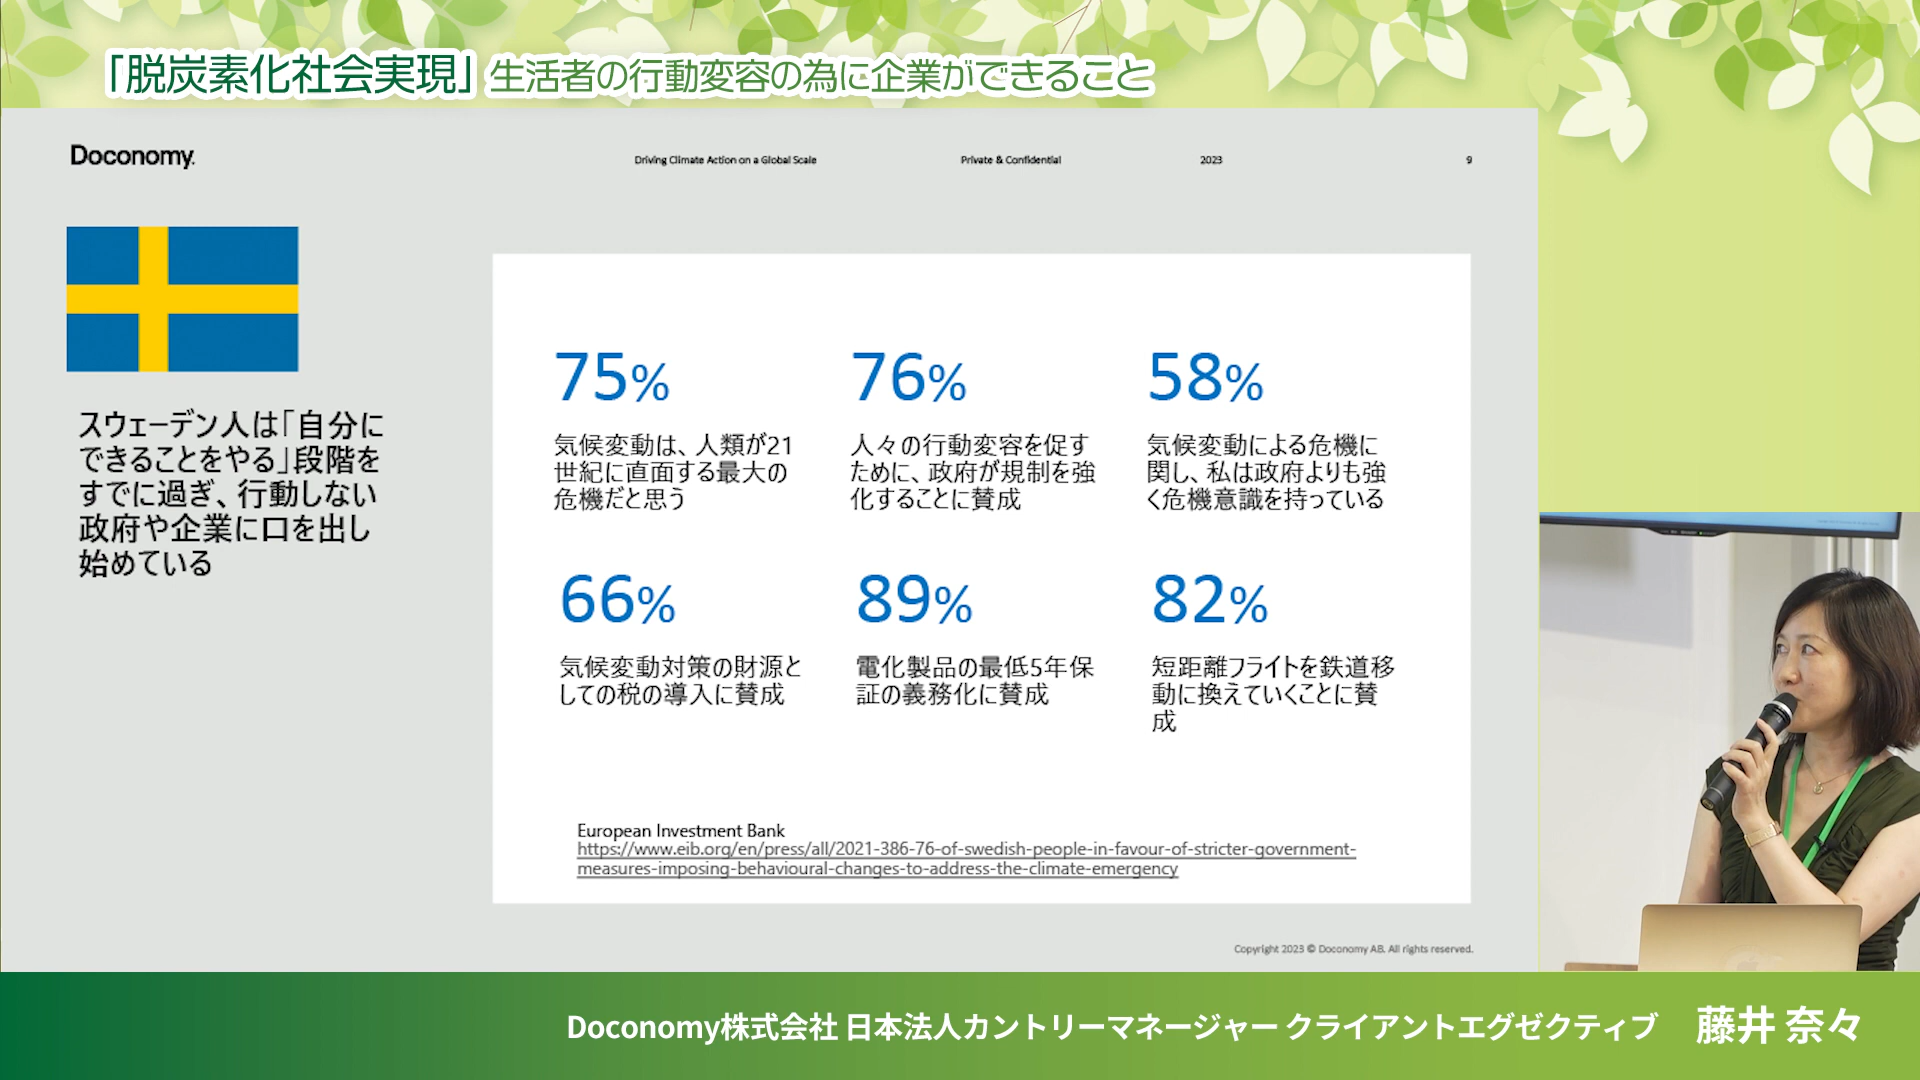 「脱炭素化社会実現」生活者の行動変容の為に企業ができること
Doconomy.
Driving Climate Action on a Global Scale
Private & Confidential
2023
9
スウェーデン人は「自分に
できることをやる」段階を
すでに過ぎ、行動しない
政府や企業に口を出し
始めている
75%
気候変動は、人類が21
世紀に直面する最大の
危機だと思う
76%
人々の行動変容を促す
ために、政府が規制を強
化することに賛成
58%
気候変動による危機に
関し、私は政府よりも強
く危機意識を持っている
66%
気候変動対策の財源と
しての税の導入に賛成
89%
電化製品の最低5年保
証の義務化に賛成
82%
短距離フライトを鉄道移
動に換えていくことに賛
成
European Investment Bank
https://www.eib.org/en/press/all/2021-386-76-of-swedish-people-in-favour-of-stricter-government-
measures-imposing-behavioural-changes-to-address-the-climate-emergency
Copyright 2023 © Doconomy AB. All rights reserved.
Doconomy株式会社 日本法人カントリーマネージャー クライアントエグゼクティブ 藤井 奈々